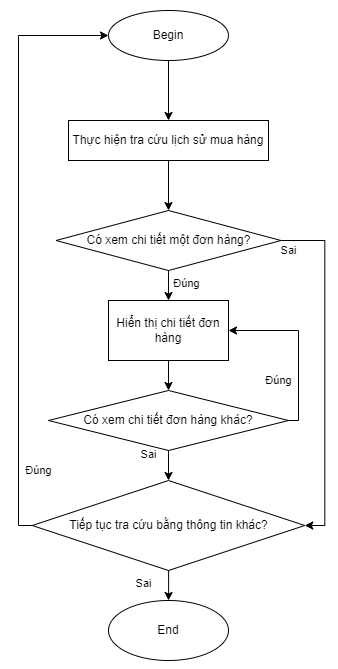 Begin
Thực hiện tra cứu lịch sử mua hàng
Có xem chi tiết một đơn hàng?
Sai
Đúng
Hiển thị chi tiết đơn
hàng
Đúng
Có xem chi tiết đơn hàng khác?
Sai
Đúng
Tiếp tục tra cứu bằng thông tin khác?
Sai
End